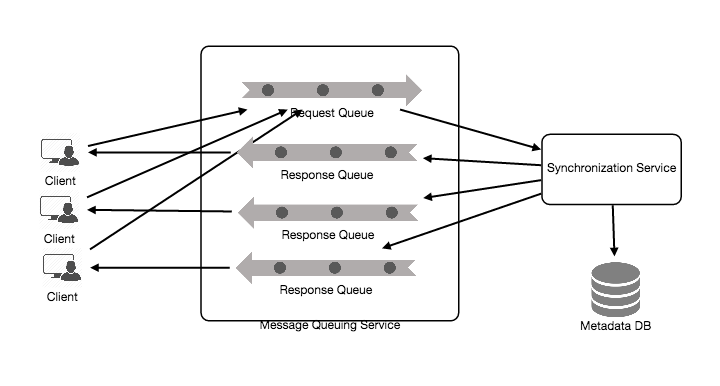 Request Queue
Response Queue
Synchronization Service
Client
Response Queue
Client
Response Queue
Client
Message Queuing Service
Metadata DB